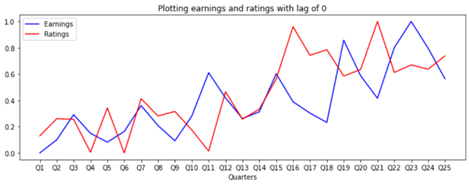 Plotting earnings and ratings with lag of 0
Earnings
Ratings
1.0
0.8
0.6
0.4
0.2
0.0
Q1 Q2 Q3 Q4 Q5 Q6 Q7 Q8 Q9 Q10 Q11 Q12 Q13 Q14 Q15 Q16 Q17 Q18 Q19 Q20 Q21 Q22 Q23 Q24 Q25
Quarters